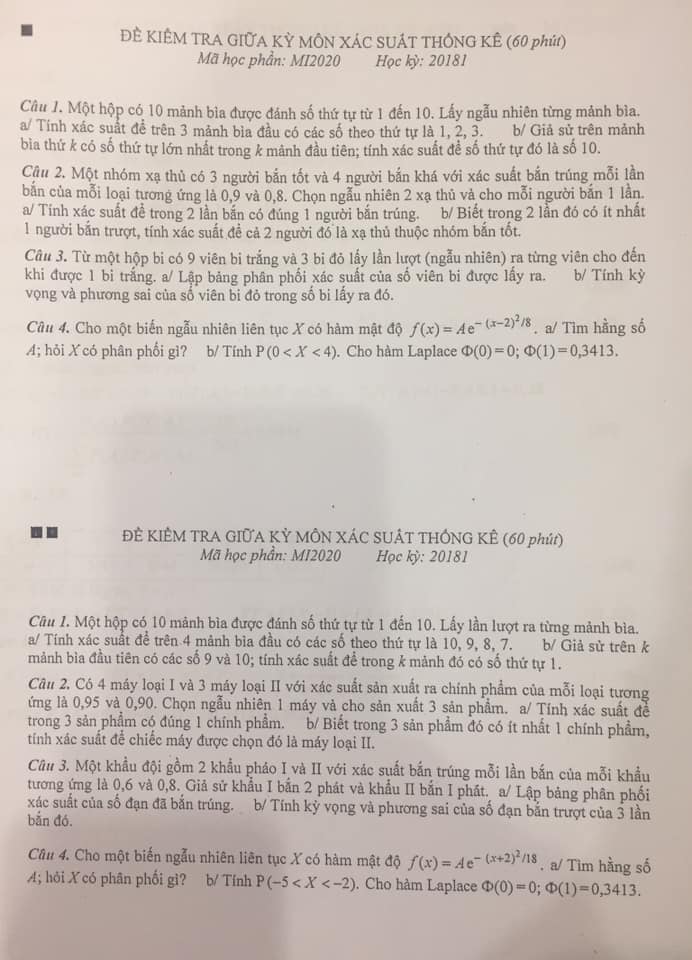 ĐỀ KIỂM TRA GIỮA KỲ MÔN XÁC SUẤT THỐNG KÊ (60 phút)
Mã học phần: MI2020 Học kỳ: 20181
Câu 1. Một hộp có 10 mảnh bìa được đánh số thứ tự từ 1 đến 10. Lấy ngẫu nhiên từng mảnh bìa.
a/ Tính xác suất để trên 3 mảnh bìa đầu có các số theo thứ tự là 1, 2, 3. b/ Giả sử trên mảnh
bìa thứ k có số thứ tự lớn nhất trong k mảnh đầu tiên; tính xác suất để số thứ tự đó là số 10.
Câu 2. Một nhóm xạ thủ có 3 người bắn tốt và 4 người bắn khá với xác suất bắn trúng mỗi lần
bắn của mỗi loại tương ứng là 0,9 và 0,8. Chọn ngẫu nhiên 2 xạ thủ và cho mỗi người bắn 1 lần.
a/ Tính xác suất để trong 2 lần bắn có đúng 1 người bắn trúng. b/ Biết trong 2 lần đó có ít nhất
1 người bắn trượt, tính xác suất để cả 2 người đó là xạ thủ thuộc nhóm bắn tốt.
Câu 3. Từ một hộp bi có 9 viên bi trắng và 3 bi đỏ lấy lần lượt (ngẫu nhiên) ra từng viên cho đến
khi được 1 bi trắng. a/ Lập bảng phân phối xác suất của số viên bi được lấy ra. b/ Tính kỳ
vọng và phương sai của số viên bi đỏ trong số bi lấy ra đó.
Câu 4. Cho một biến ngẫu nhiên liên tục X có hàm mật độ f(x) = Ae^{-(x-2)²/8}. a/ Tìm hằng số
A; hỏi X có phân phối gì? b/ Tính P(0 < X < 4). Cho hàm Laplace Φ(0) = 0; Φ(1) = 0,3413.
ĐỀ KIỂM TRA GIỮA KỲ MÔN XÁC SUẤT THỐNG KÊ (60 phút)
Mã học phần: MI2020 Học kỳ: 20181
Câu 1. Một hộp có 10 mảnh bìa được đánh số thứ tự từ 1 đến 10. Lấy lần lượt ra từng mảnh bìa.
a/ Tính xác suất để trên 4 mảnh bìa đầu có các số theo thứ tự là 10, 9, 8, 7. b/ Giả sử trên k
mảnh bìa đầu tiên có các số 9 và 10; tính xác suất để trong k mảnh đó có số thứ tự 1.
Câu 2. Có 4 máy loại I và 3 máy loại II với xác suất sản xuất ra chính phẩm của mỗi loại tương
ứng là 0,95 và 0,90. Chọn ngẫu nhiên 1 máy và cho sản xuất 3 sản phẩm. a/ Tính xác suất để
trong 3 sản phẩm có đúng 1 chính phẩm. b/ Biết trong 3 sản phẩm đó có ít nhất 1 chính phẩm,
tính xác suất để chiếc máy được chọn đó là máy loại II.
Câu 3. Một khẩu đội gồm 2 khẩu pháo I và II với xác suất bắn trúng mỗi lần bắn của mỗi khẩu
tương ứng là 0,6 và 0,8. Giả sử khẩu I bắn 2 phát và khẩu II bắn 1 phát. a/ Lập bảng phân phối
xác suất của số đạn đã bắn trúng. b/ Tính kỳ vọng và phương sai của số đạn bắn trượt của 3 lần
bắn đó.
Câu 4. Cho một biến ngẫu nhiên liên tục X có hàm mật độ f(x) = Ae^{-(x+2)²/18}. a/ Tìm hằng số
A; hỏi X có phân phối gì? b/ Tính P(-5 < X < -2). Cho hàm Laplace Φ(0) = 0; Φ(1) = 0,3413.